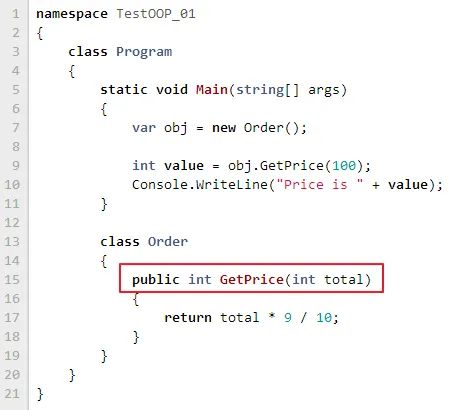 1 namespace TestOOP_01
2 {
3     class Program
4     {
5         static void Main(string[] args)
6         {
7             var obj = new Order();
8
9             int value = obj.GetPrice(100);
10             Console.WriteLine("Price is " + value);
11         }
12
13         class Order
14         {
15             public int GetPrice(int total)
16             {
17                 return total * 9 / 10;
18             }
19         }
20     }
21 }